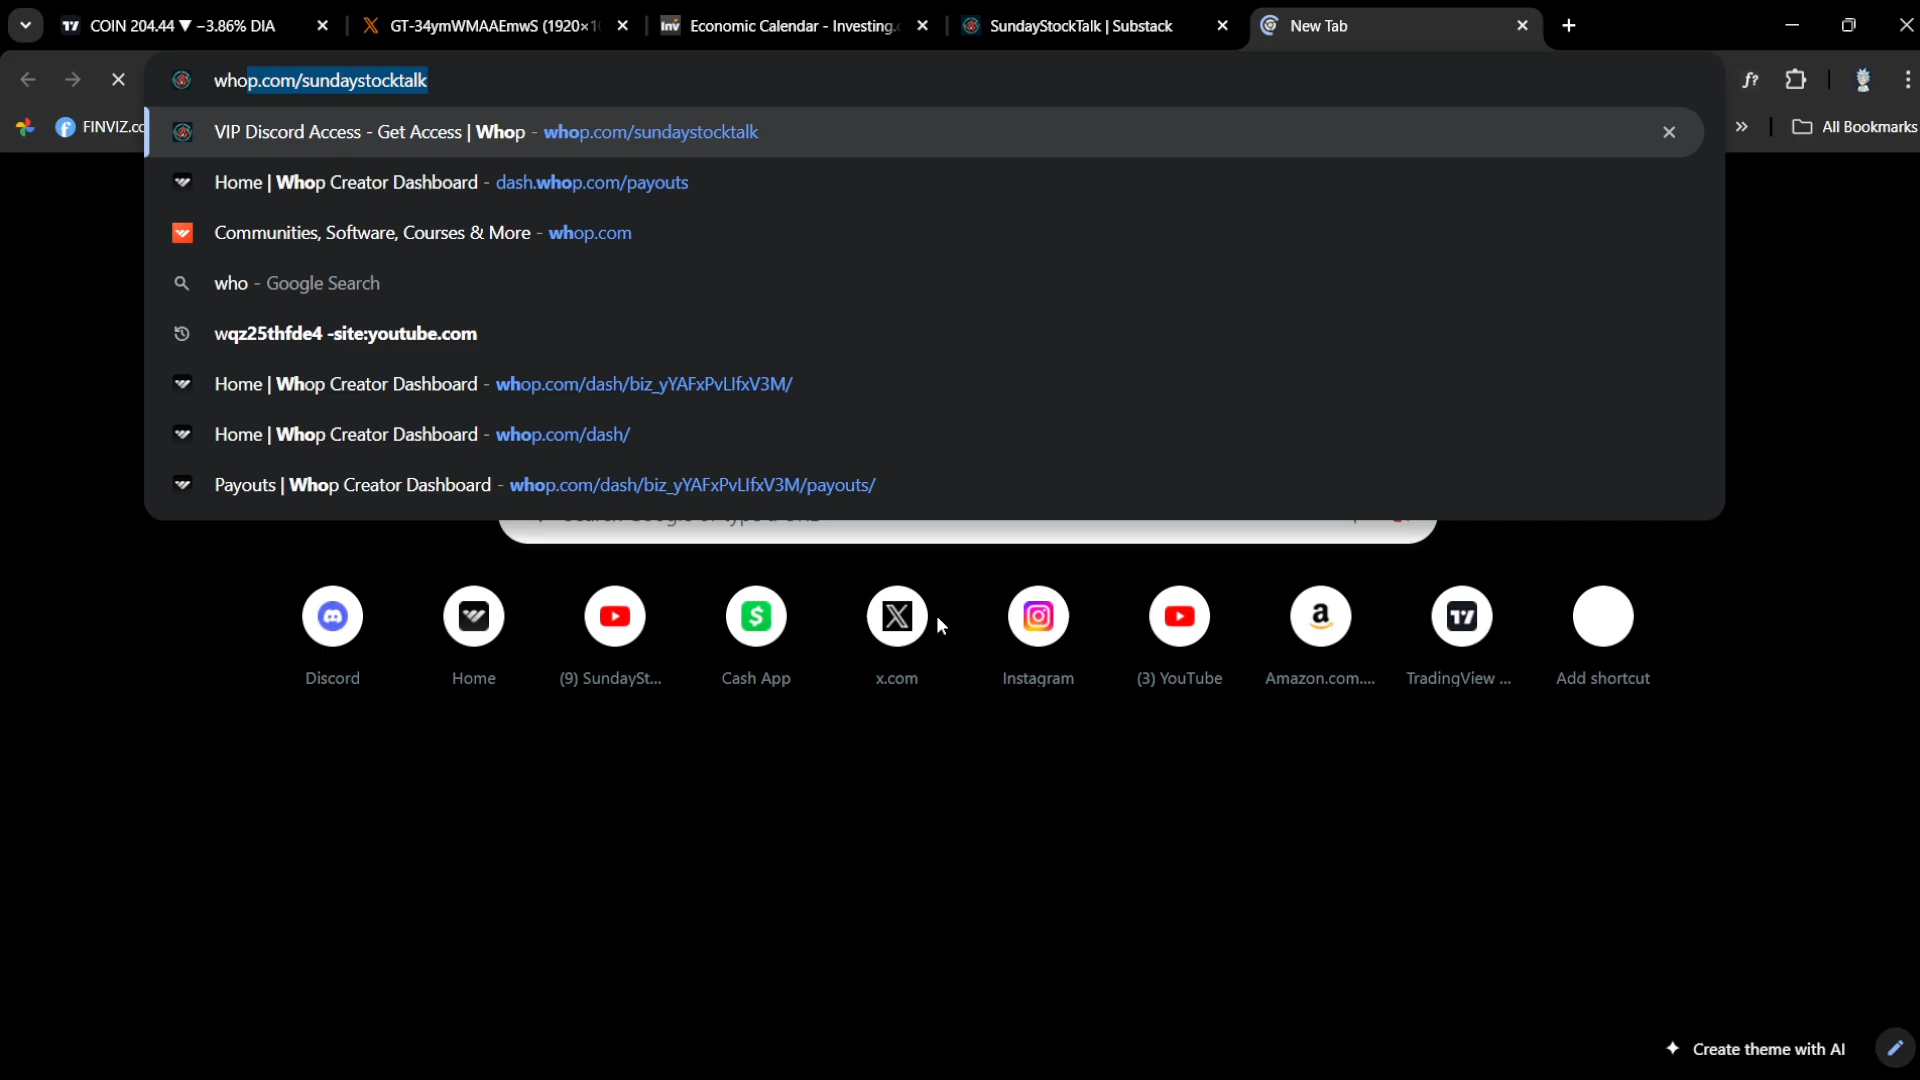 COIN 204.44 ▼ −3.86% DIA
GT-34ymWMAAEmwS (1920×1
Economic Calendar - Investing.c
SundayStockTalk | Substack
New Tab
whop.com/sundaystocktalk
FINVIZ.co
All Bookmarks
VIP Discord Access - Get Access | Whop - whop.com/sundaystocktalk
Home | Whop Creator Dashboard - dash.whop.com/payouts
Communities, Software, Courses & More - whop.com
who - Google Search
wqz25thfde4 -site:youtube.com
Home | Whop Creator Dashboard - whop.com/dash/biz_yYAFxPvLIfxV3M/
Home | Whop Creator Dashboard - whop.com/dash/
Payouts | Whop Creator Dashboard - whop.com/dash/biz_yYAFxPvLIfxV3M/payouts/
Discord
Home
(9) SundaySt...
Cash App
x.com
Instagram
(3) YouTube
Amazon.com....
TradingView ...
Add shortcut
Create theme with AI